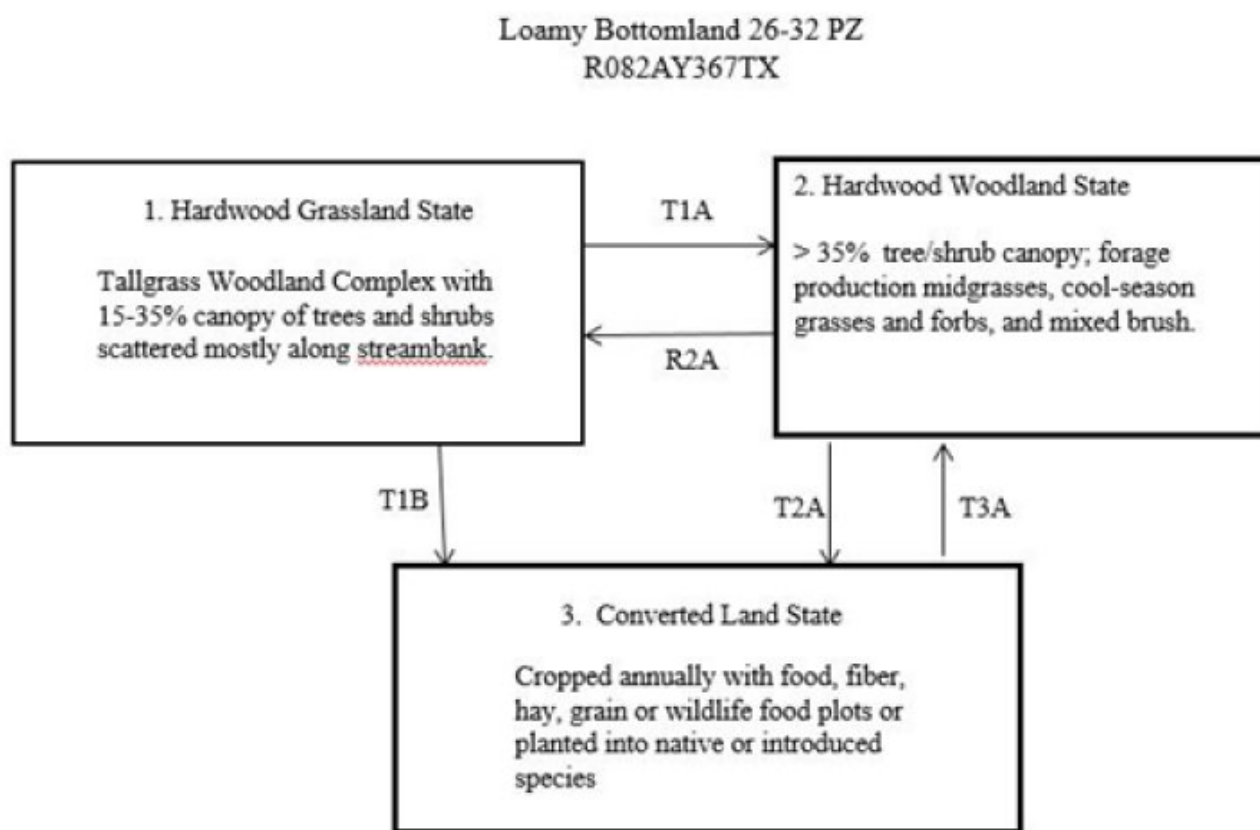 Loamy Bottomland 26-32 PZ
R082AY367TX
1. Hardwood Grassland State
Tallgrass Woodland Complex with
15-35% canopy of trees and shrubs
scattered mostly along streambank.
T1A
R2A
2. Hardwood Woodland State
> 35% tree/shrub canopy; forage
production midgrasses, cool-season
grasses and forbs, and mixed brush.
T1B
T2A
T3A
3. Converted Land State
Cropped annually with food, fiber,
hay, grain or wildlife food plots or
planted into native or introduced
species